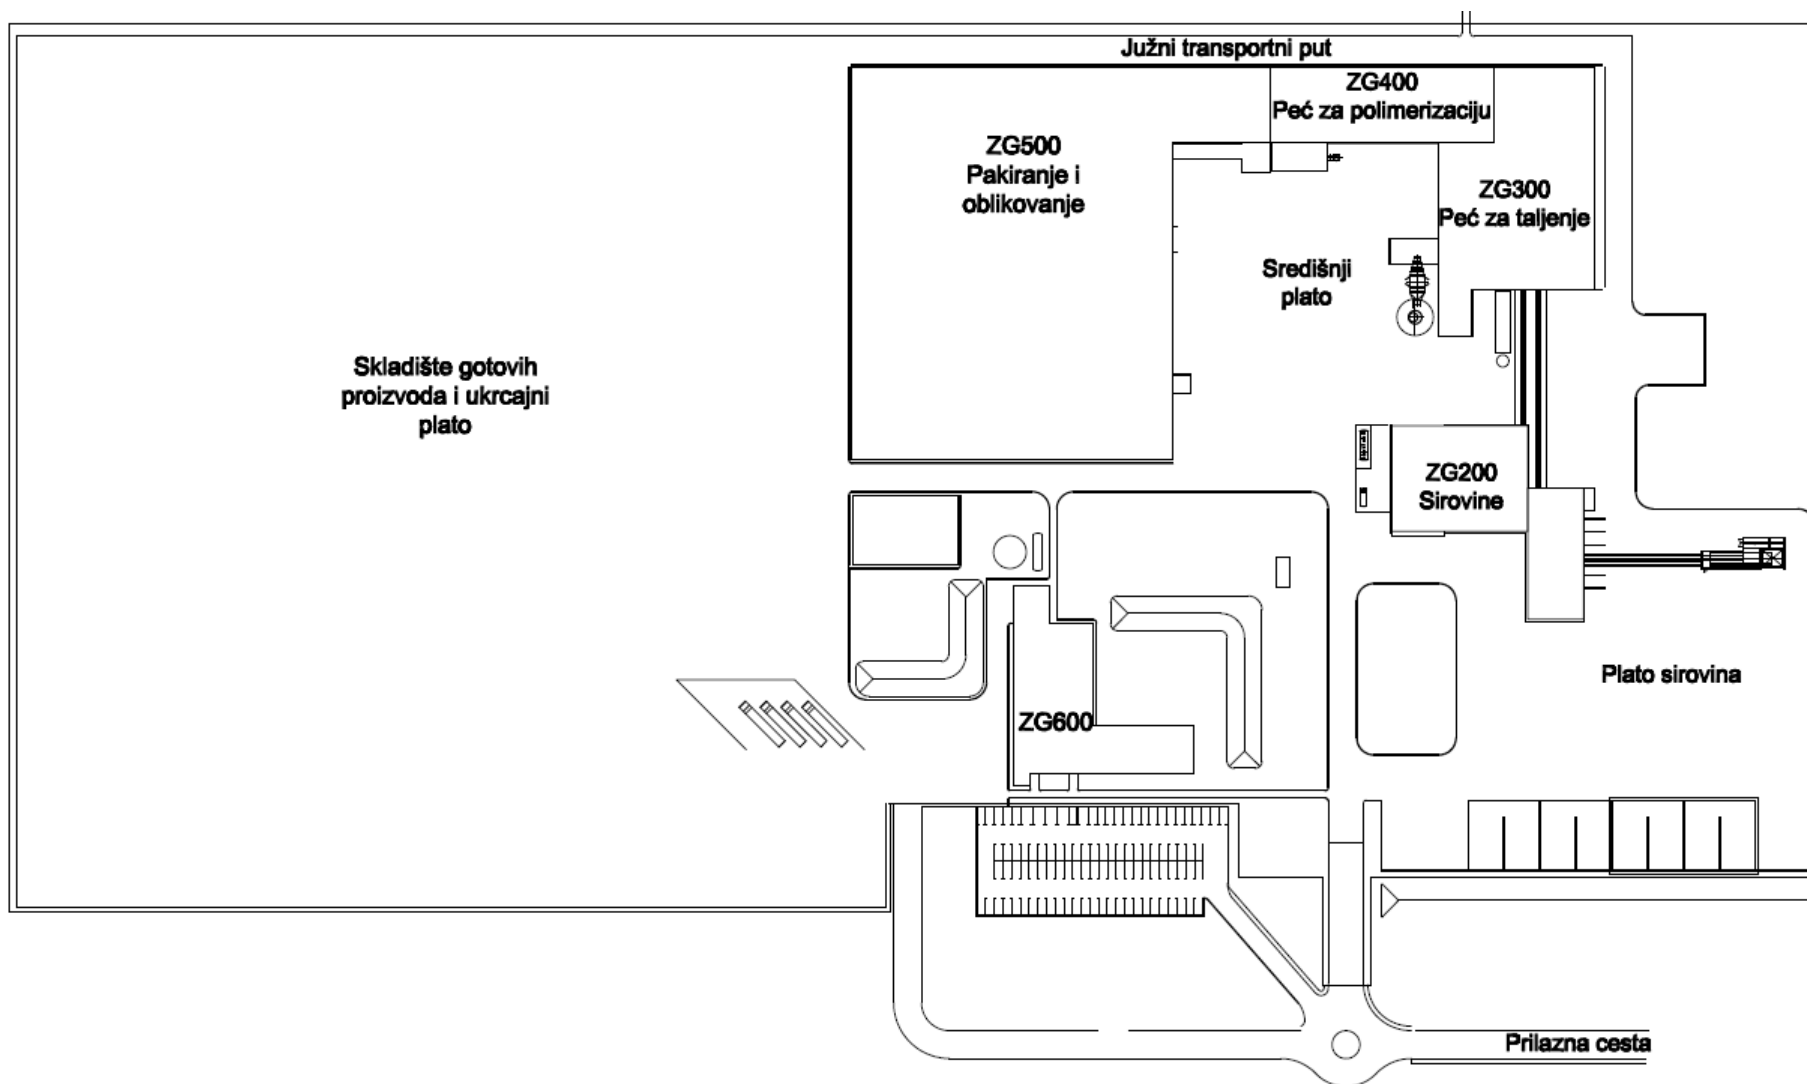 Južni transportni put
ZG400
Peć za polimerizaciju
ZG500
Pakiranje i
oblikovanje
ZG300
Peć za taljenje
Središnji
plato
Skladište gotovih
proizvoda i ukrcajni
plato
ZG200
Sirovine
Plato sirovina
ZG600
Prilazna cesta